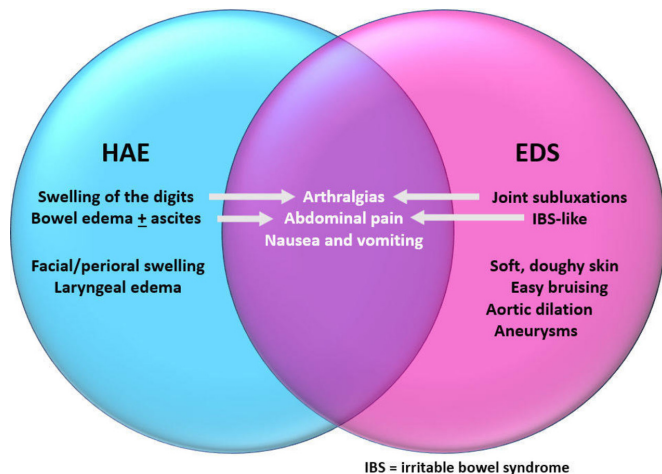 HAE
Swelling of the digits
Bowel edema ± ascites
Facial/perioral swelling
Laryngeal edema
Arthralgias
Abdominal pain
Nausea and vomiting
EDS
Joint subluxations
IBS-like
Soft, doughy skin
Easy bruising
Aortic dilation
Aneurysms
IBS = irritable bowel syndrome